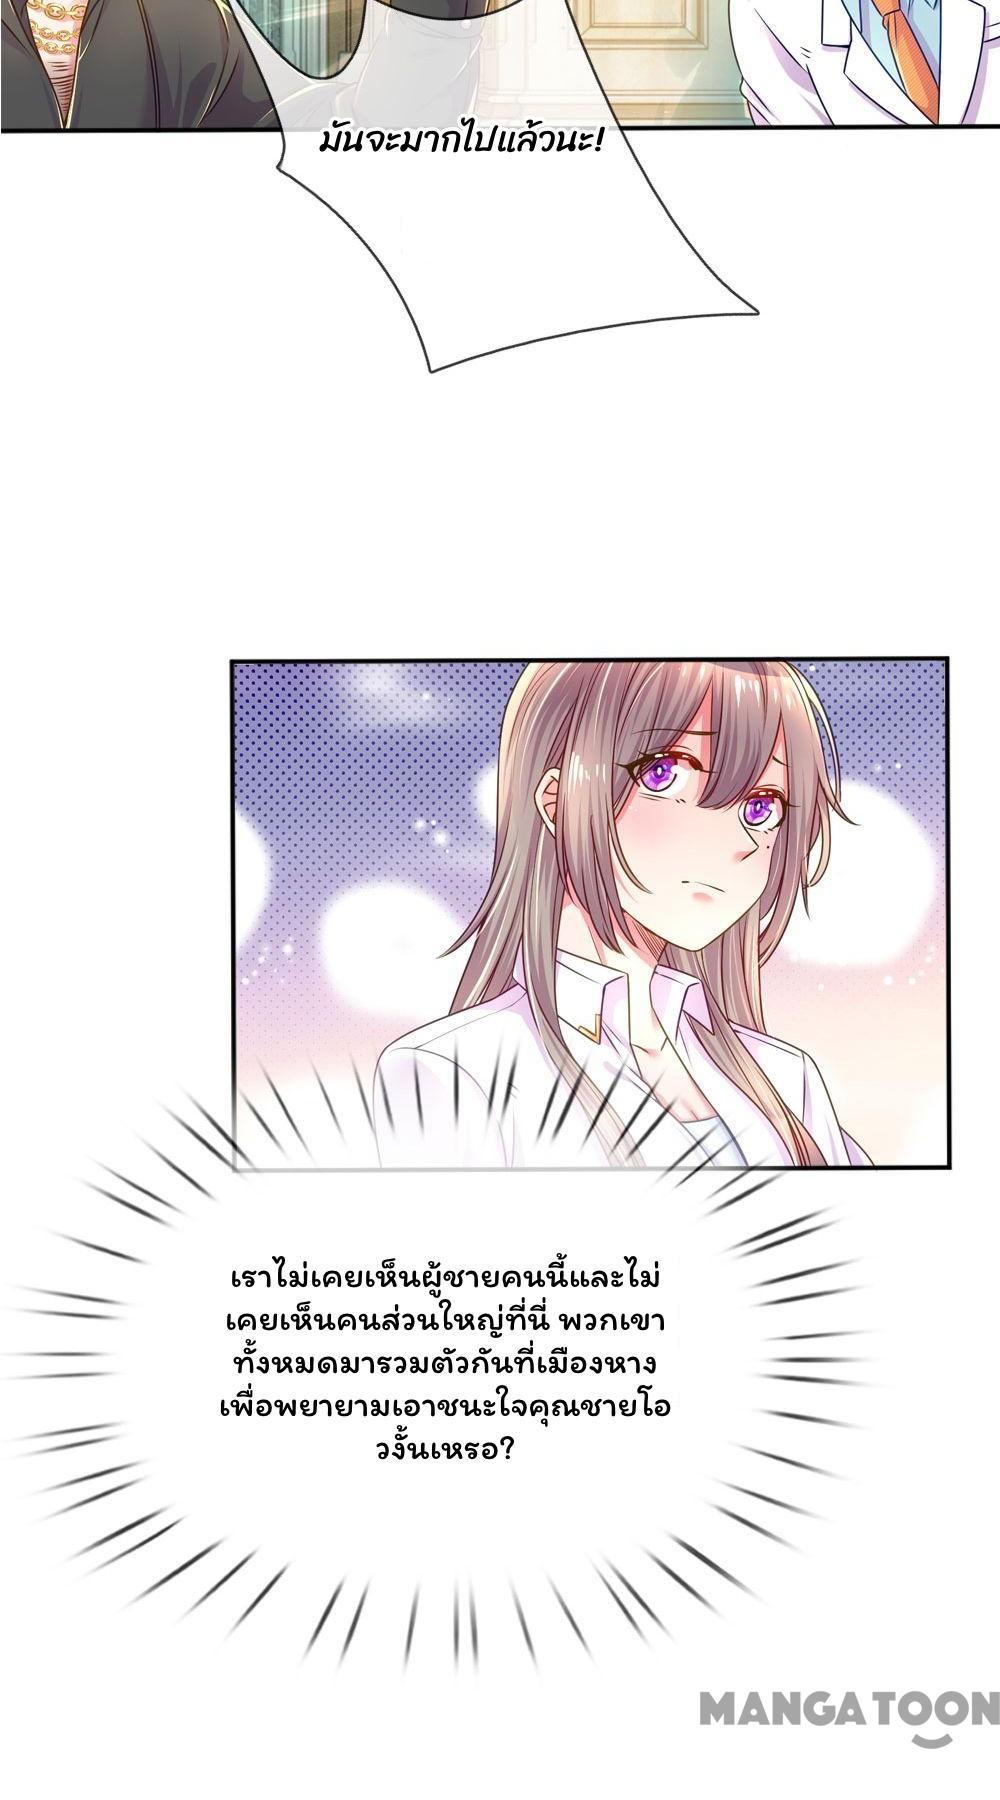 มันจะมากไปแล้วนะ!
เราไม่เคยเห็นผู้ชายคนนี้และไม่
เคยเห็นคนส่วนใหญ่ที่นี่ พวกเขา
ทั้งหมดมารวมตัวกันที่เมืองหาง
เพื่อพยายามเอาชนะใจคุณชายโอ
วงั้นเหรอ?
MANGATOON